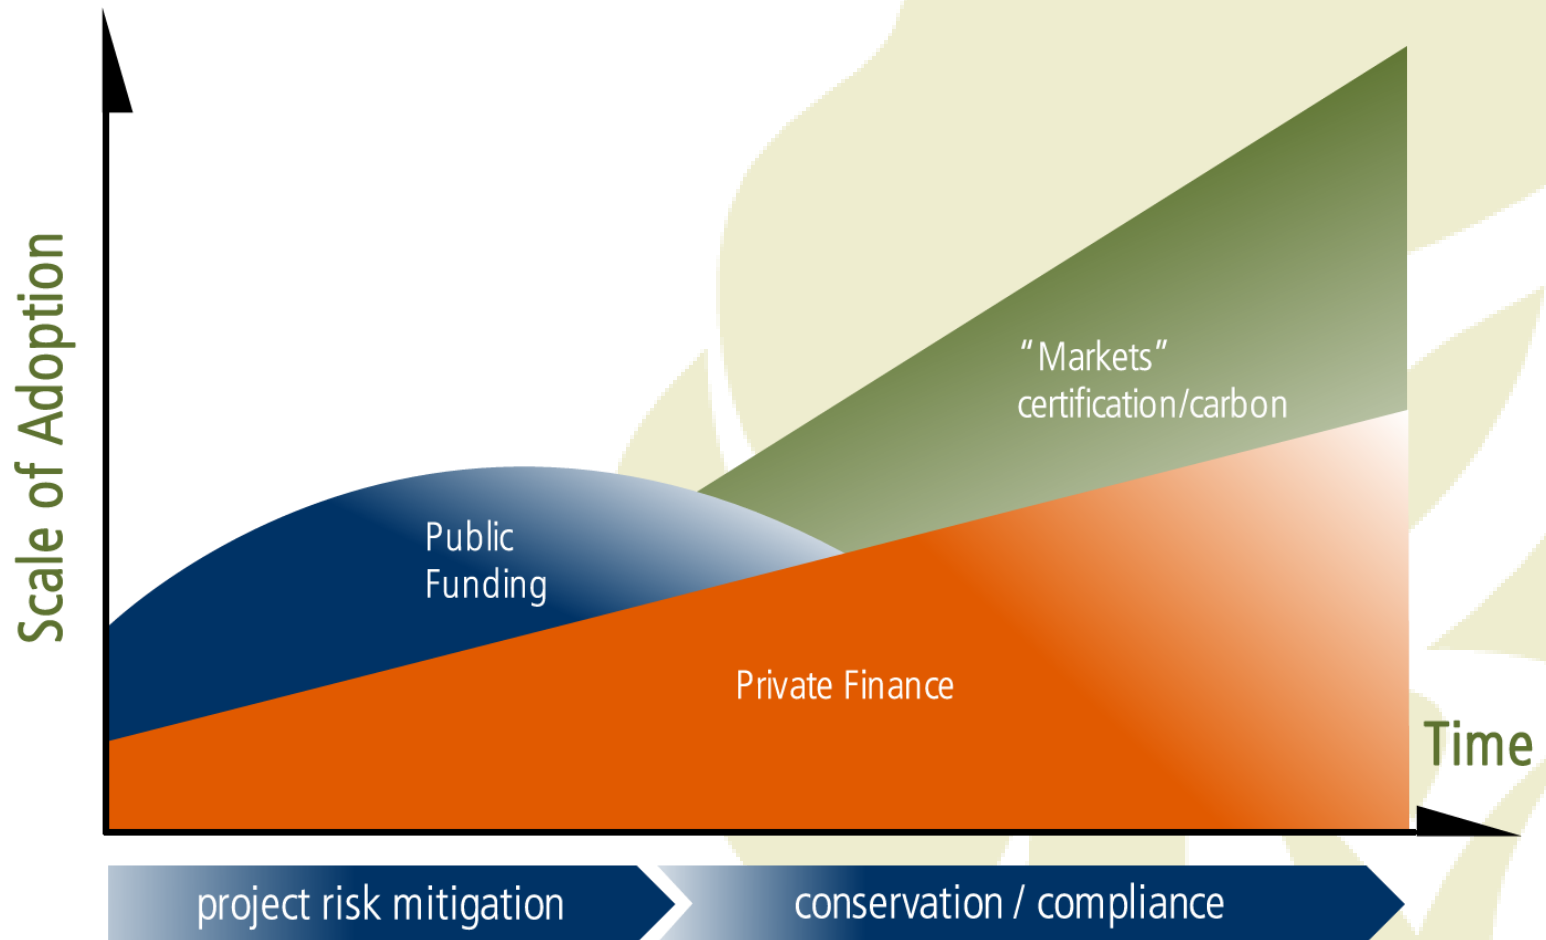 Scale of Adoption
“Markets”
certification/carbon
Public
Funding
Private Finance
Time
project risk mitigation
conservation / compliance